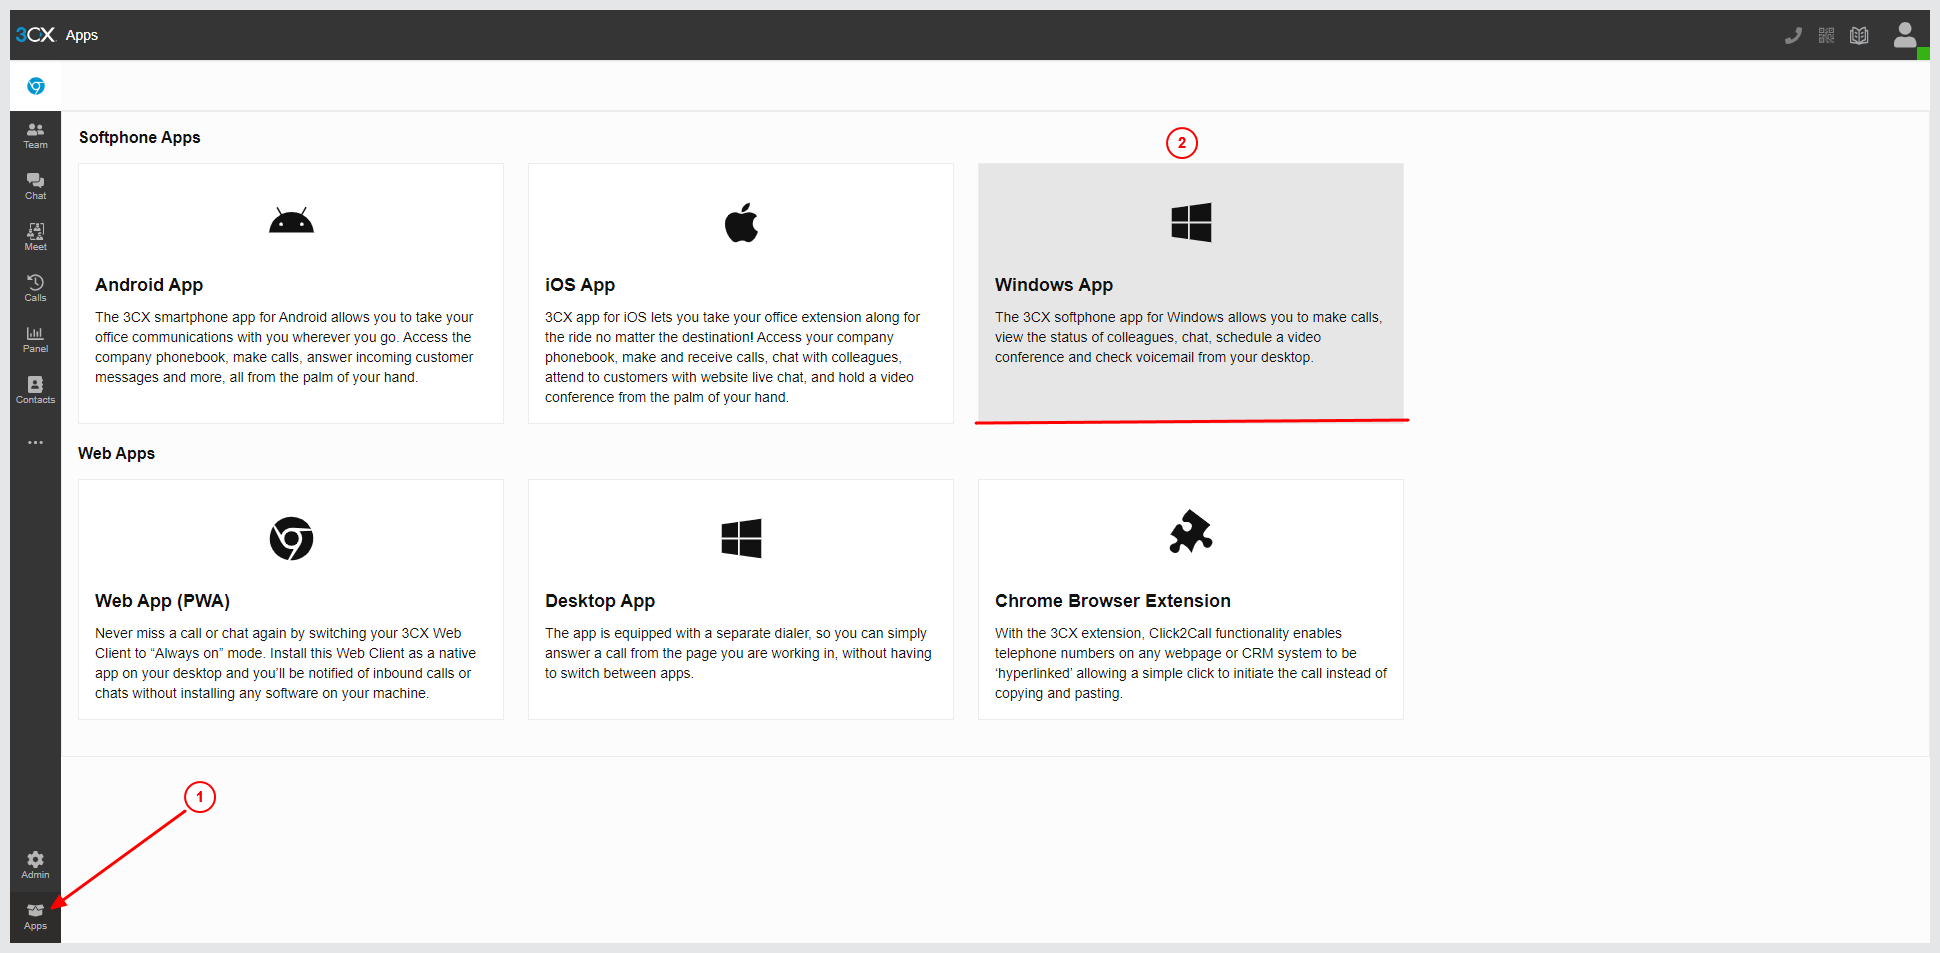 3CX Apps
Team
Chat
Meet
Calls
Panel
Contacts
Softphone Apps
2
Android App
The 3CX smartphone app for Android allows you to take your
office communications with you wherever you go. Access the
company phonebook, make calls, answer incoming customer
messages and more, all from the palm of your hand.
iOS App
3CX app for iOS lets you take your office extension along for
the ride no matter the destination! Access your company
phonebook, make and receive calls, chat with colleagues,
attend to customers with website live chat, and hold a video
conference from the palm of your hand.
Windows App
The 3CX softphone app for Windows allows you to make calls,
view the status of colleagues, chat, schedule a video
conference and check voicemail from your desktop.
Web Apps
Web App (PWA)
Never miss a call or chat again by switching your 3CX Web
Client to “Always on” mode. Install this Web Client as a native
app on your desktop and you’ll be notified of inbound calls or
chats without installing any software on your machine.
Desktop App
The app is equipped with a separate dialer, so you can simply
answer a call from the page you are working in, without having
to switch between apps.
Chrome Browser Extension
With the 3CX extension, Click2Call functionality enables
telephone numbers on any webpage or CRM system to be
‘hyperlinked’ allowing a simple click to initiate the call instead of
copying and pasting.
1
Admin
Apps